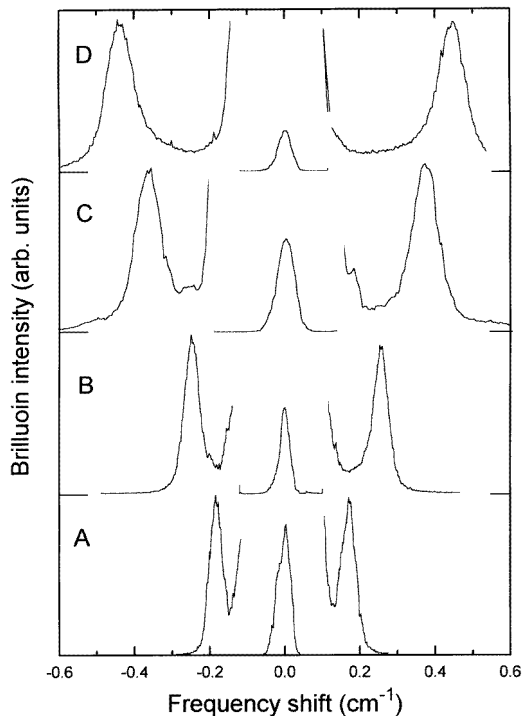 D
C
B
A
Brilluoin intensity (arb. units)
-0.6 -0.4 -0.2 0.0 0.2 0.4 0.6
Frequency shift (cm⁻¹)